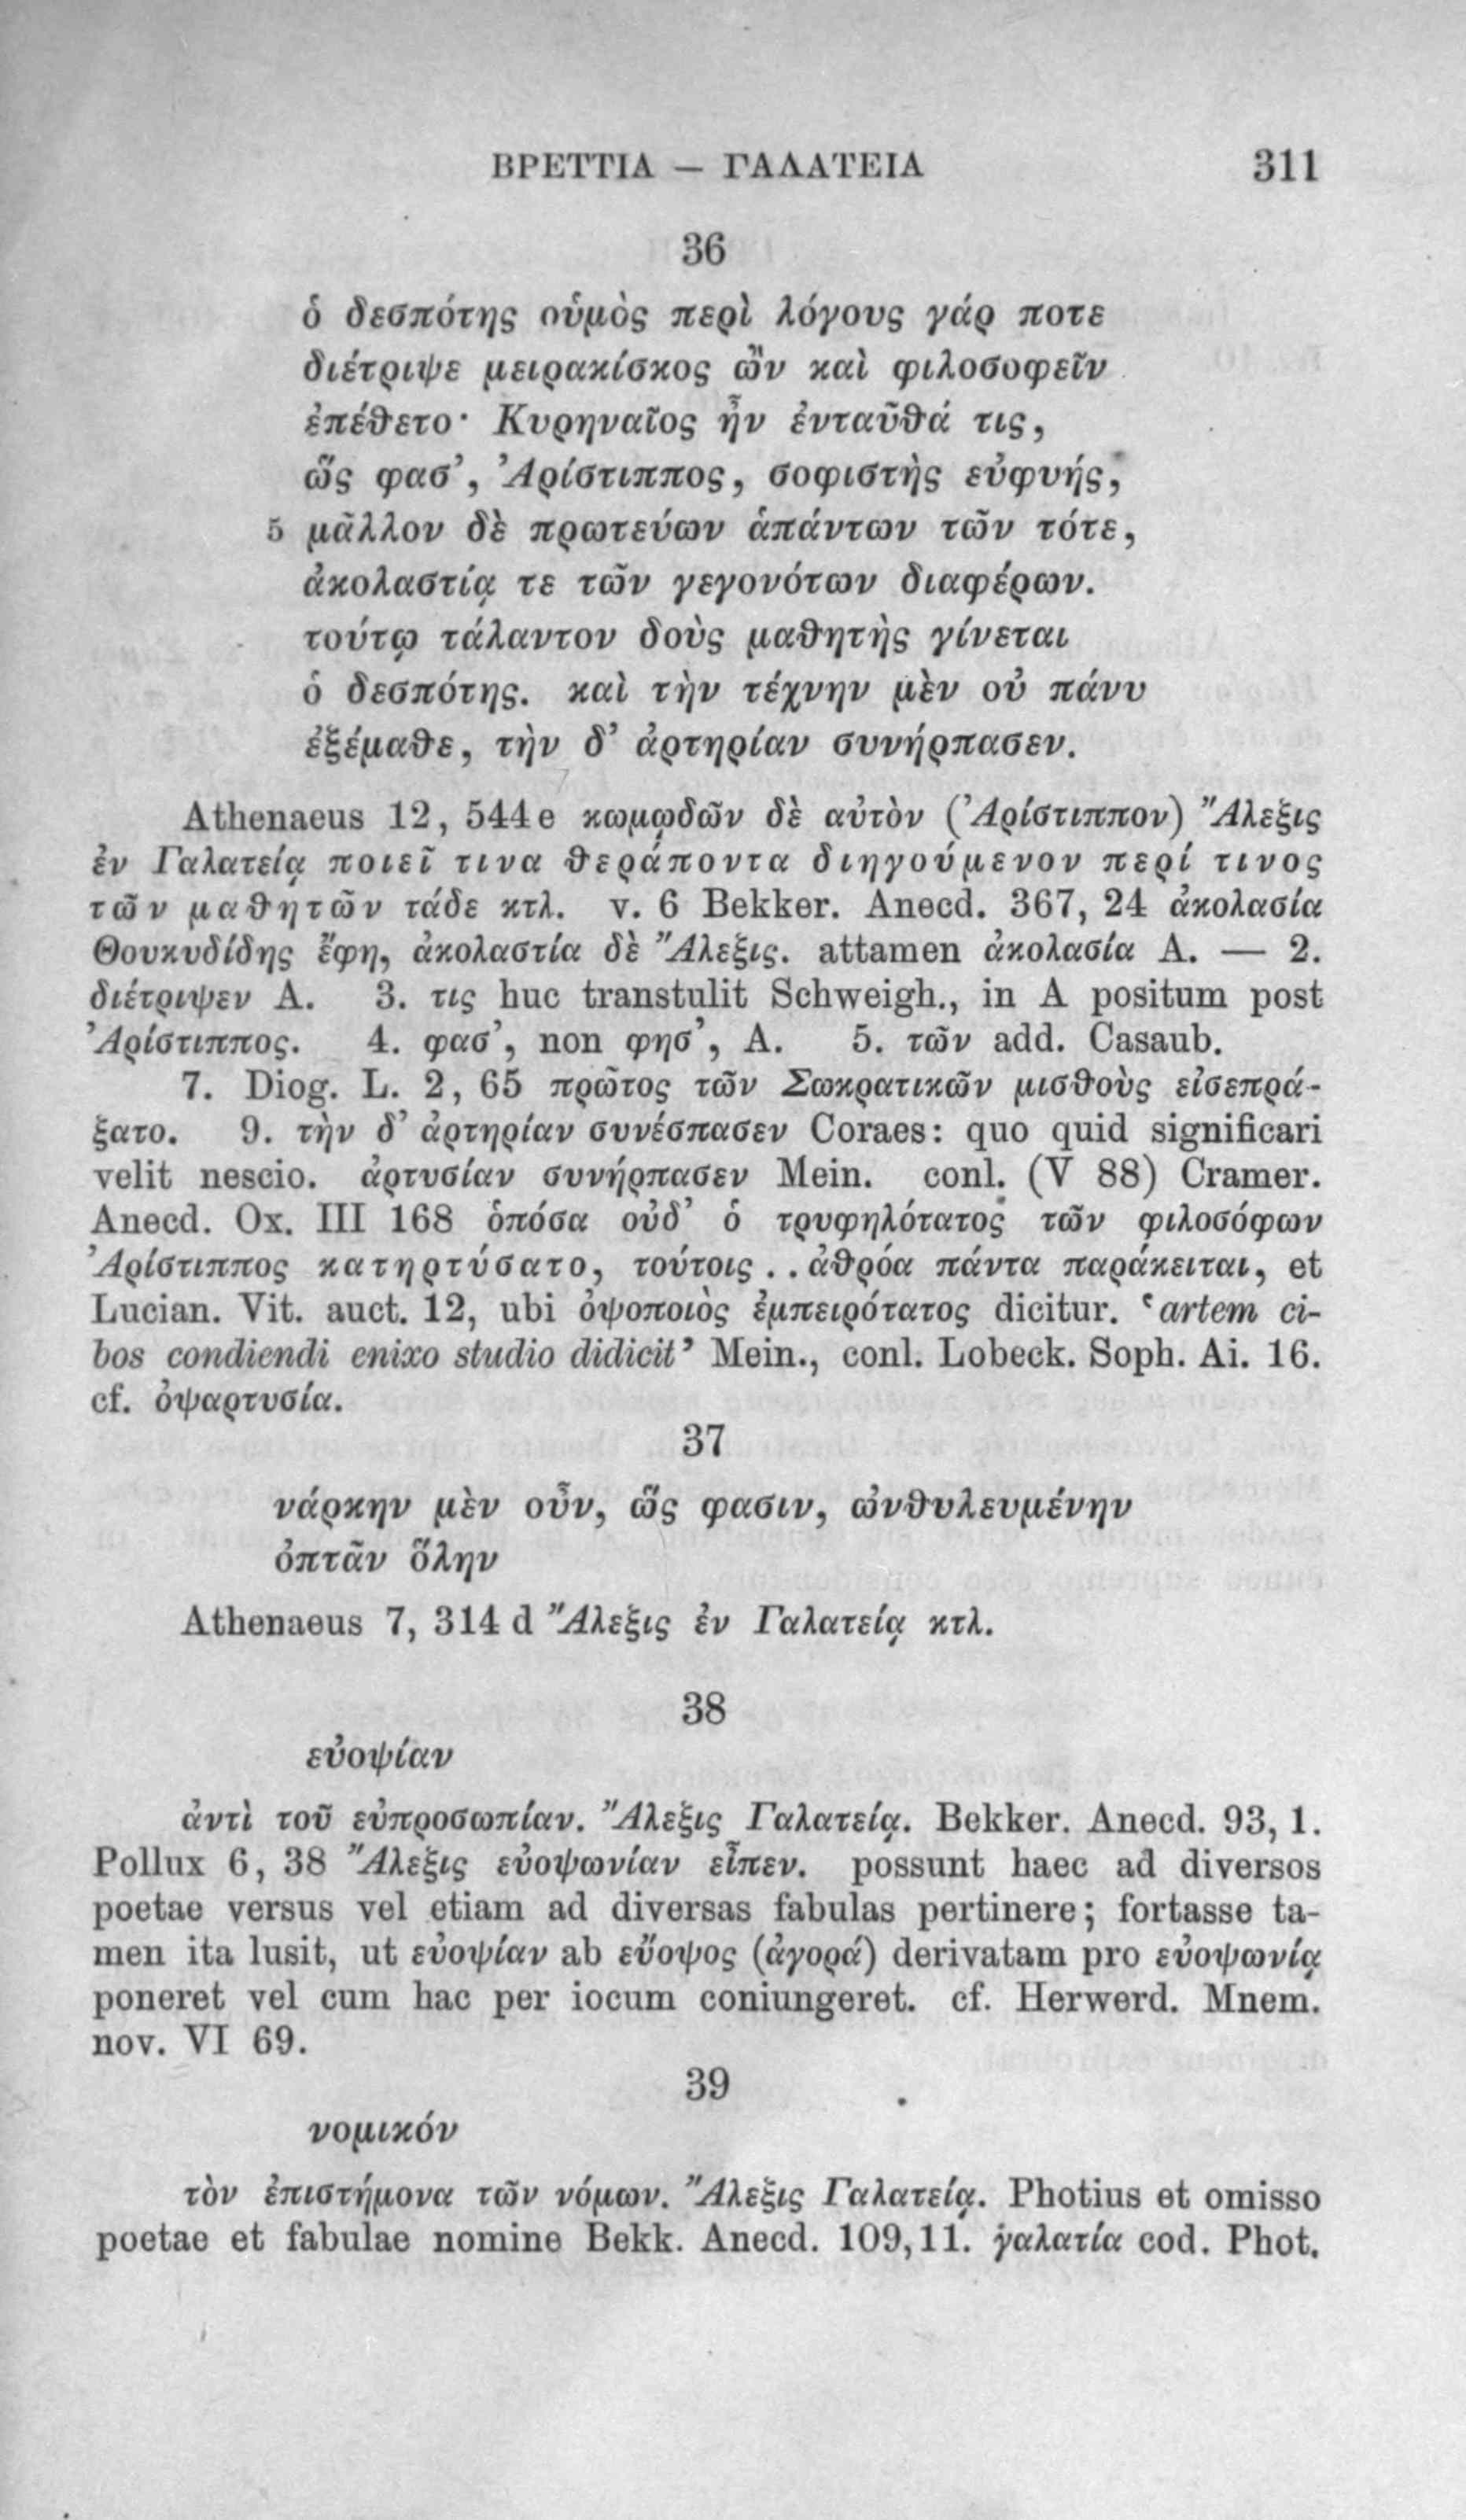 ΒΡΕΤΤΙΑ — ΓΑΛΑΤΕΙΑ 311
36
ὁ δεσπότης οὑμὸς περὶ λόγους γάρ ποτε
διέτριψε μειρακίσκος ὢν καὶ φιλοσοφεῖν
ἐπέθετο· Κυρηναῖος ἦν ἐνταῦθά τις,
ὥς φασ’, Ἀρίστιππος, σοφιστὴς εὐφυής,
5 μᾶλλον δὲ πρωτεύων ἁπάντων τῶν τότε,
ἀκολαστίᾳ τε τῶν γεγονότων διαφέρων.
τούτῳ τάλαντον δοὺς μαθητὴς γίνεται
ὁ δεσπότης. καὶ τὴν τέχνην μὲν οὐ πάνυ
ἐξέμαθε, τὴν δ’ ἀρτηρίαν συνήρπασεν.
Athenaeus 12, 544e κωμῳδῶν δὲ αὐτὸν (Ἀρίστιππον) Ἄλεξις
ἐν Γαλατείᾳ ποιεῖ τινα θεράποντα διηγούμενον περί τινος
τῶν μαθητῶν τάδε κτλ. v. 6 Bekker. Anecd. 367, 24 ἀκολασία
Θουκυδίδης ἔφη, ἀκολαστία δὲ Ἄλεξις. attamen ἀκολασία A. — 2.
διέτριψεν A. 3. τις huc transtulit Schweigh., in A positum post
Ἀρίστιππος. 4. φασ’, non φησ’, A. 5. τῶν add. Casaub.
7. Diog. L. 2, 65 πρῶτος τῶν Σωκρατικῶν μισθοὺς εἰσεπρά-
ξατο. 9. τὴν δ’ ἀρτηρίαν συνέσπασεν Coraes: quo quid significari
velit nescio. ἀρτυσίαν συνήρπασεν Mein. conl. (V 88) Cramer.
Anecd. Ox. III 168 ὁπόσα οὐδ’ ὁ τρυφηλότατος τῶν φιλοσόφων
Ἀρίστιππος κατηρτύσατο, τούτοις . . ἀθρόα πάντα παράκειται, et
Lucian. Vit. auct. 12, ubi ὀψοποιὸς ἐμπειρότατος dicitur. ‘artem ci-
bos condiendi enixo studio didicit’ Mein., conl. Lobeck. Soph. Ai. 16.
cf. ὀψαρτυσία.
37
νάρκην μὲν οὖν, ὥς φασιν, ὠνθυλευμένην
ὀπτᾶν ὅλην
Athenaeus 7, 314 d Ἄλεξις ἐν Γαλατείᾳ κτλ.
38
εὐοψίαν
ἀντὶ τοῦ εὐπροσωπίαν. Ἄλεξις Γαλατείᾳ. Bekker. Anecd. 93, 1.
Pollux 6, 38 Ἄλεξις εὐοψωνίαν εἶπεν. possunt haec ad diversos
poetae versus vel etiam ad diversas fabulas pertinere; fortasse ta-
men ita lusit, ut εὐοψίαν ab εὔοψος (ἀγορά) derivatam pro εὐοψωνίᾳ
poneret vel cum hac per iocum coniungeret. cf. Herwerd. Mnem.
nov. VI 69.
39
νομικόν
τὸν ἐπιστήμονα τῶν νόμων. Ἄλεξις Γαλατείᾳ. Photius et omisso
poetae et fabulae nomine Bekk. Anecd. 109,11. γαλατία cod. Phot.